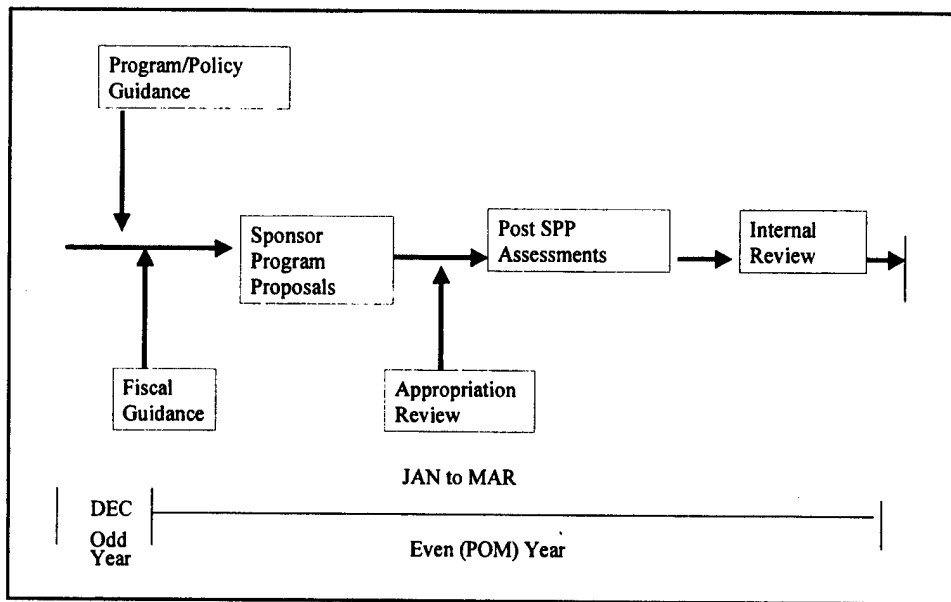 Program/Policy
Guidance
Sponsor
Program
Proposals
Post SPP
Assessments
Internal
Review
Fiscal
Guidance
Appropriation
Review
JAN to MAR
DEC
Odd
Year
Even (POM) Year